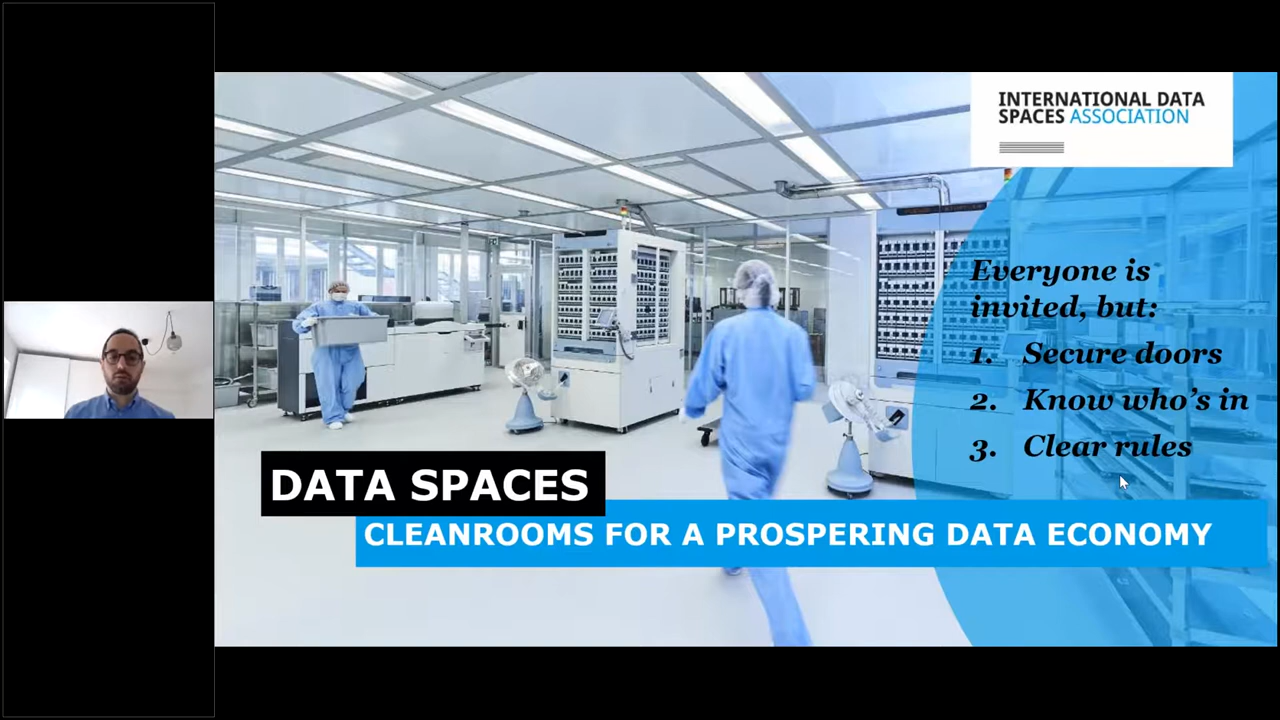 INTERNATIONAL DATA
SPACES ASSOCIATION
Everyone is
invited, but:
1. Secure doors
2. Know who's in
3. Clear rules
DATA SPACES
CLEANROOMS FOR A PROSPERING DATA ECONOMY